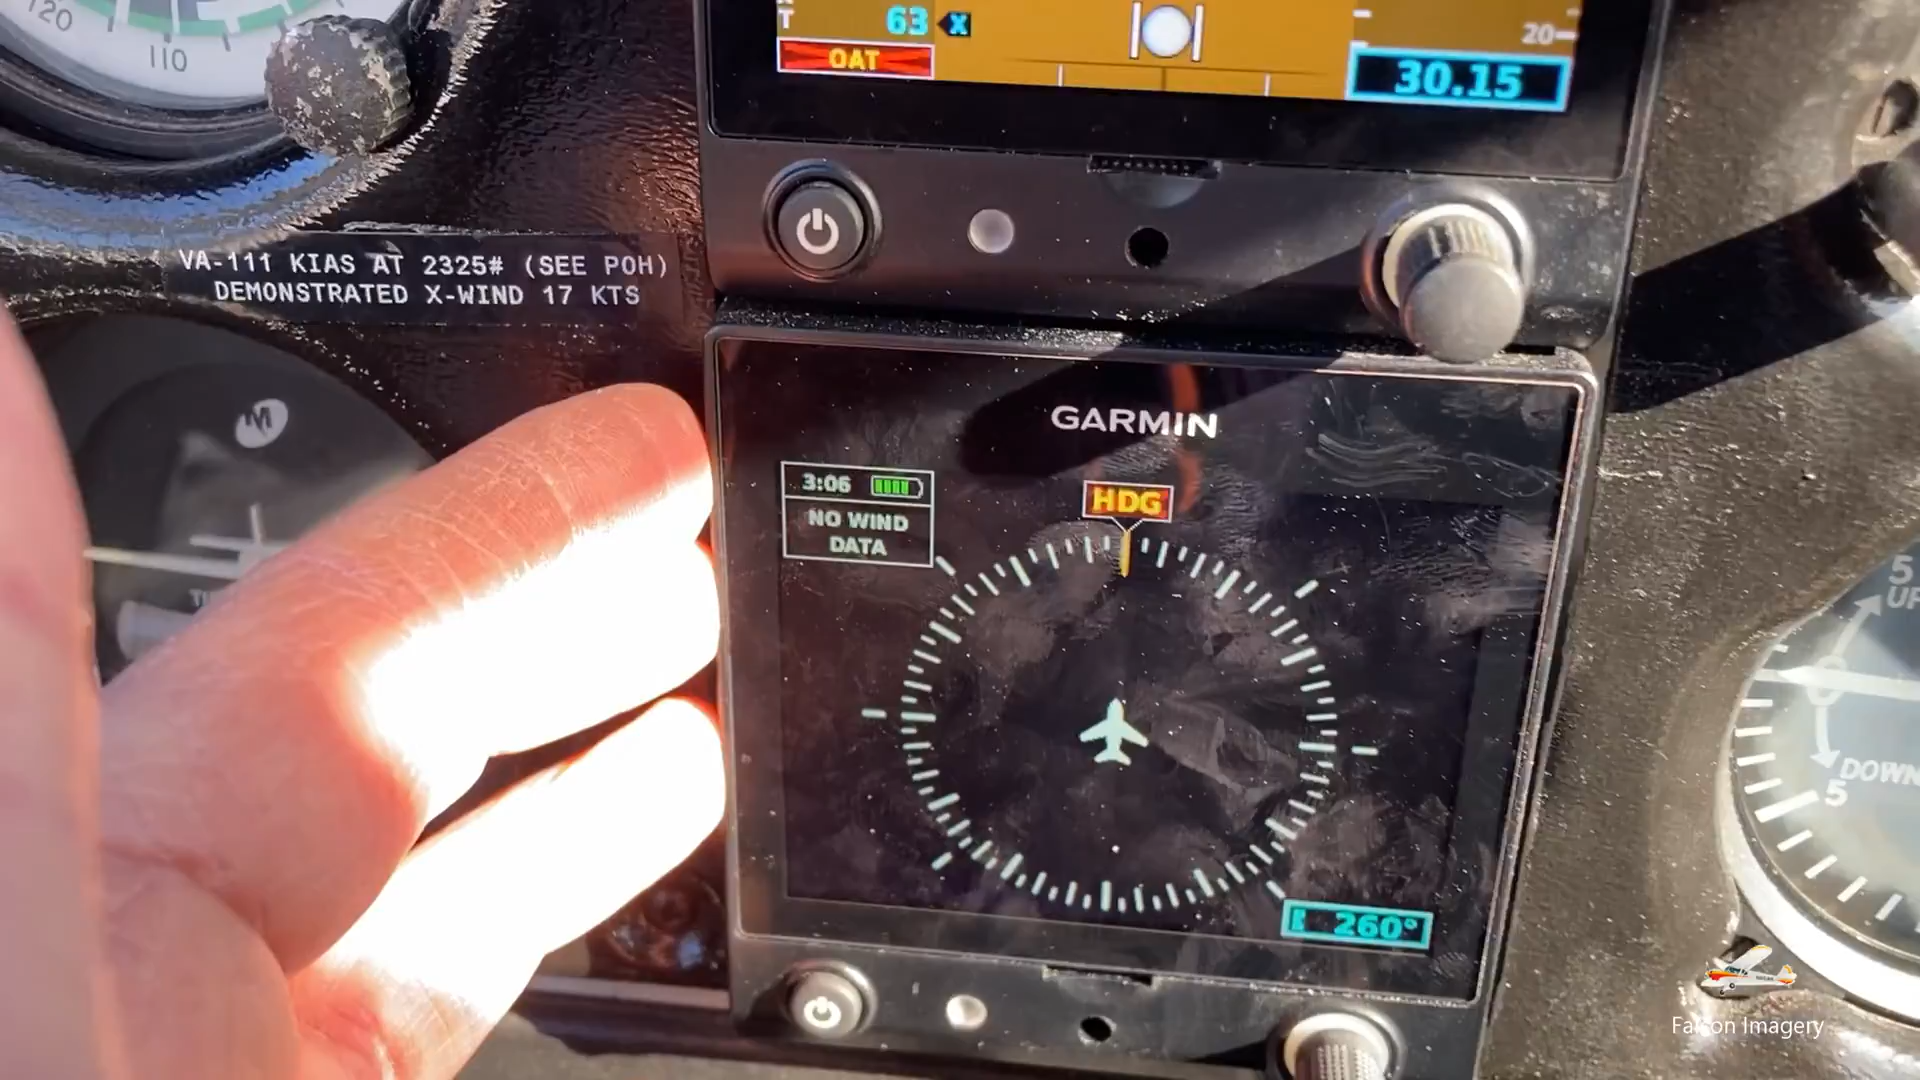 120
110
T 63 X
OAT
20
30.15
VA-111 KIAS AT 2325# (SEE POH)
DEMONSTRATED X-WIND 17 KTS
M
GARMIN
3:06
NO WIND
DATA
HDG
260°
5
UP
DOWN
5
Falcon Imagery